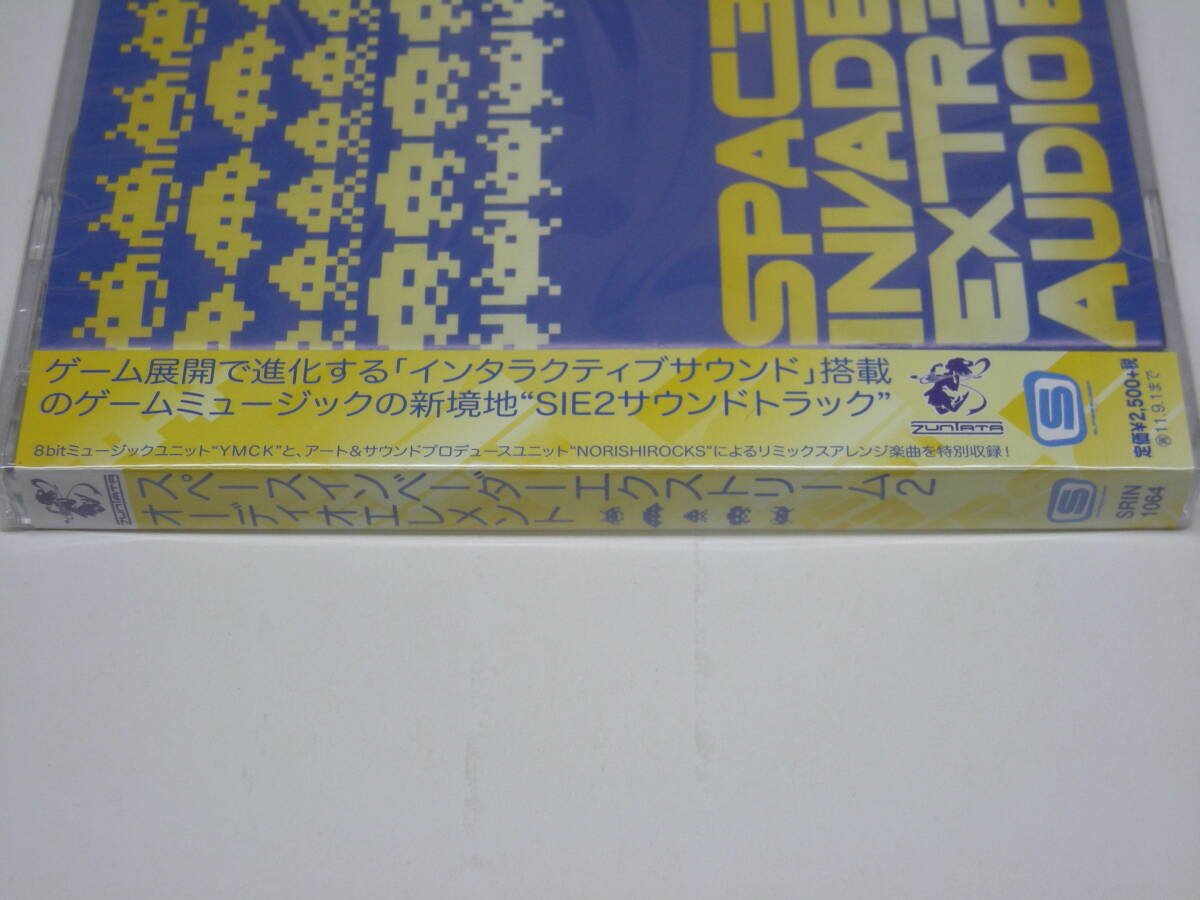 SPACE
INVADE
EXTRE
AUDIO E
ゲーム展開で進化する「インタラクティブサウンド」搭載
のゲームミュージックの新境地“SIE2サウンドトラック”
8bitミュージックユニット“YMCK”と、アート&サウンドプロデュースユニット“NORISHIROCKS”によるリミックスアレンジ楽曲を特別収録!
ZUNTATA
定価¥2,500+税
11.9.1まで
ZUNTATA
スペースインベーダーエクストリーム2
オーディオエレメント
SRIN
1064